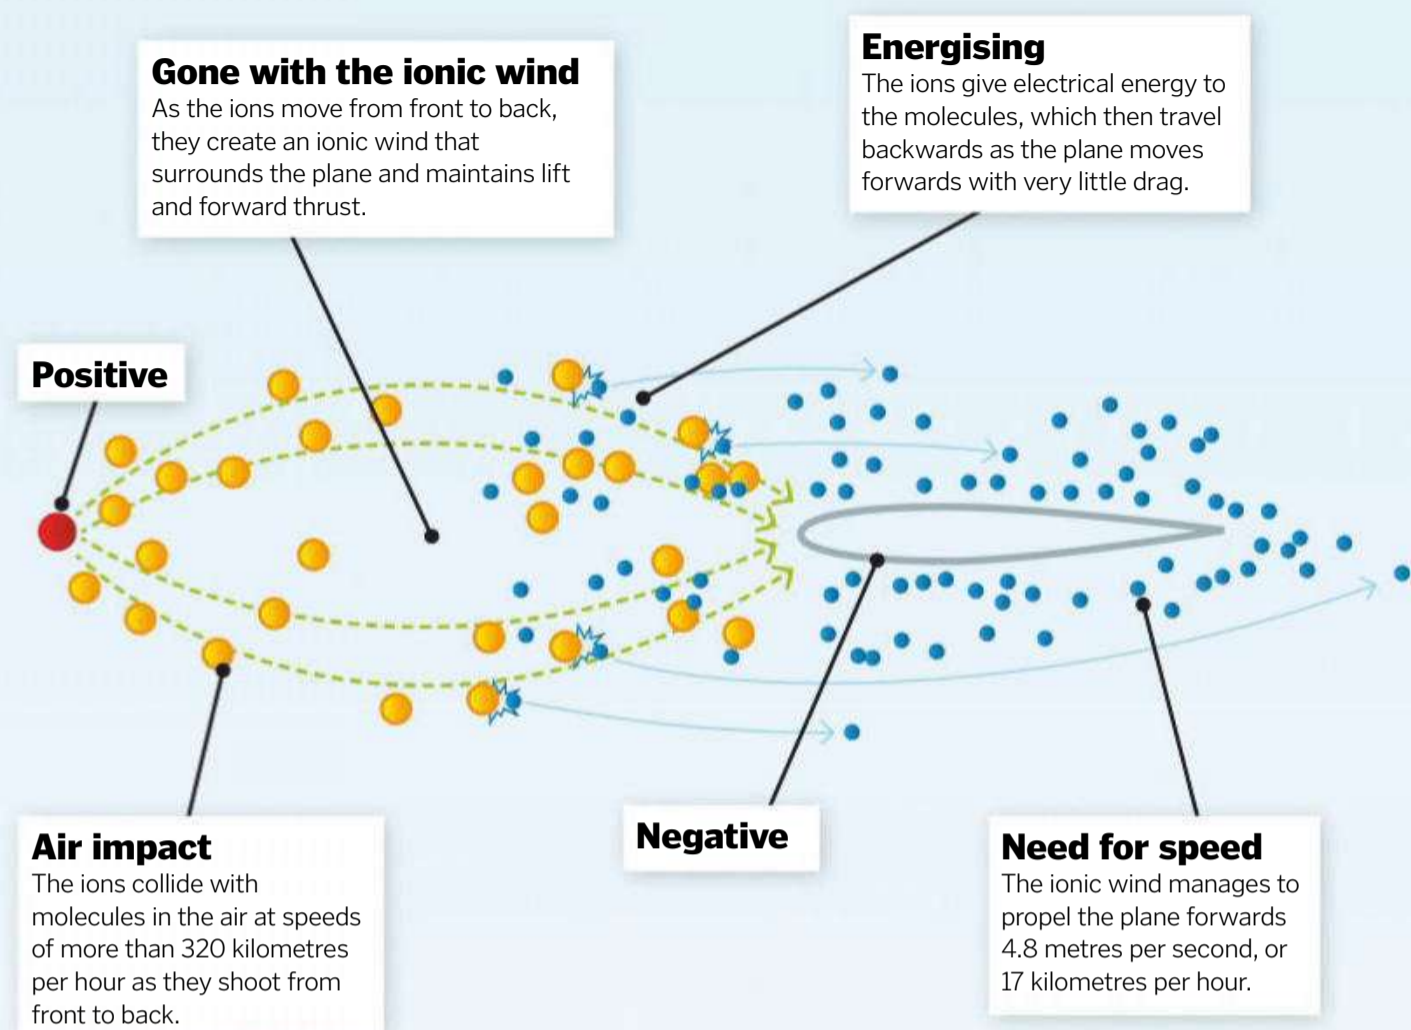 Gone with the ionic wind
As the ions move from front to back,
they create an ionic wind that
surrounds the plane and maintains lift
and forward thrust.
Energising
The ions give electrical energy to
the molecules, which then travel
backwards as the plane moves
forwards with very little drag.
Positive
Air impact
The ions collide with
molecules in the air at speeds
of more than 320 kilometres
per hour as they shoot from
front to back.
Negative
Need for speed
The ionic wind manages to
propel the plane forwards
4.8 metres per second, or
17 kilometres per hour.